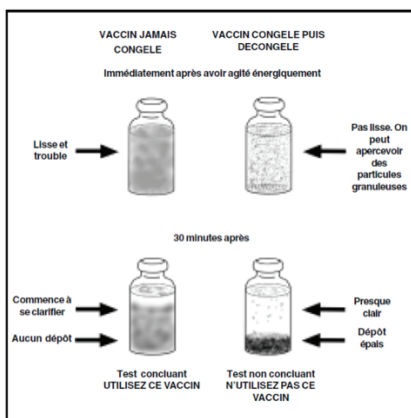 VACCIN JAMAIS
CONGELE
VACCIN CONGELE PUIS
DECONGELE
Immédiatement après avoir agité énergiquement
Lisse et
trouble
Pas lisse. On
peut
apercevoir
des
particules
granuleuses
30 minutes après
Commence à
se clarifier
Aucun dépôt
Presque
clair
Dépôt
épais
Test concluant
UTILISEZ CE VACCIN
Test non concluant
N'UTILISEZ PAS CE
VACCIN